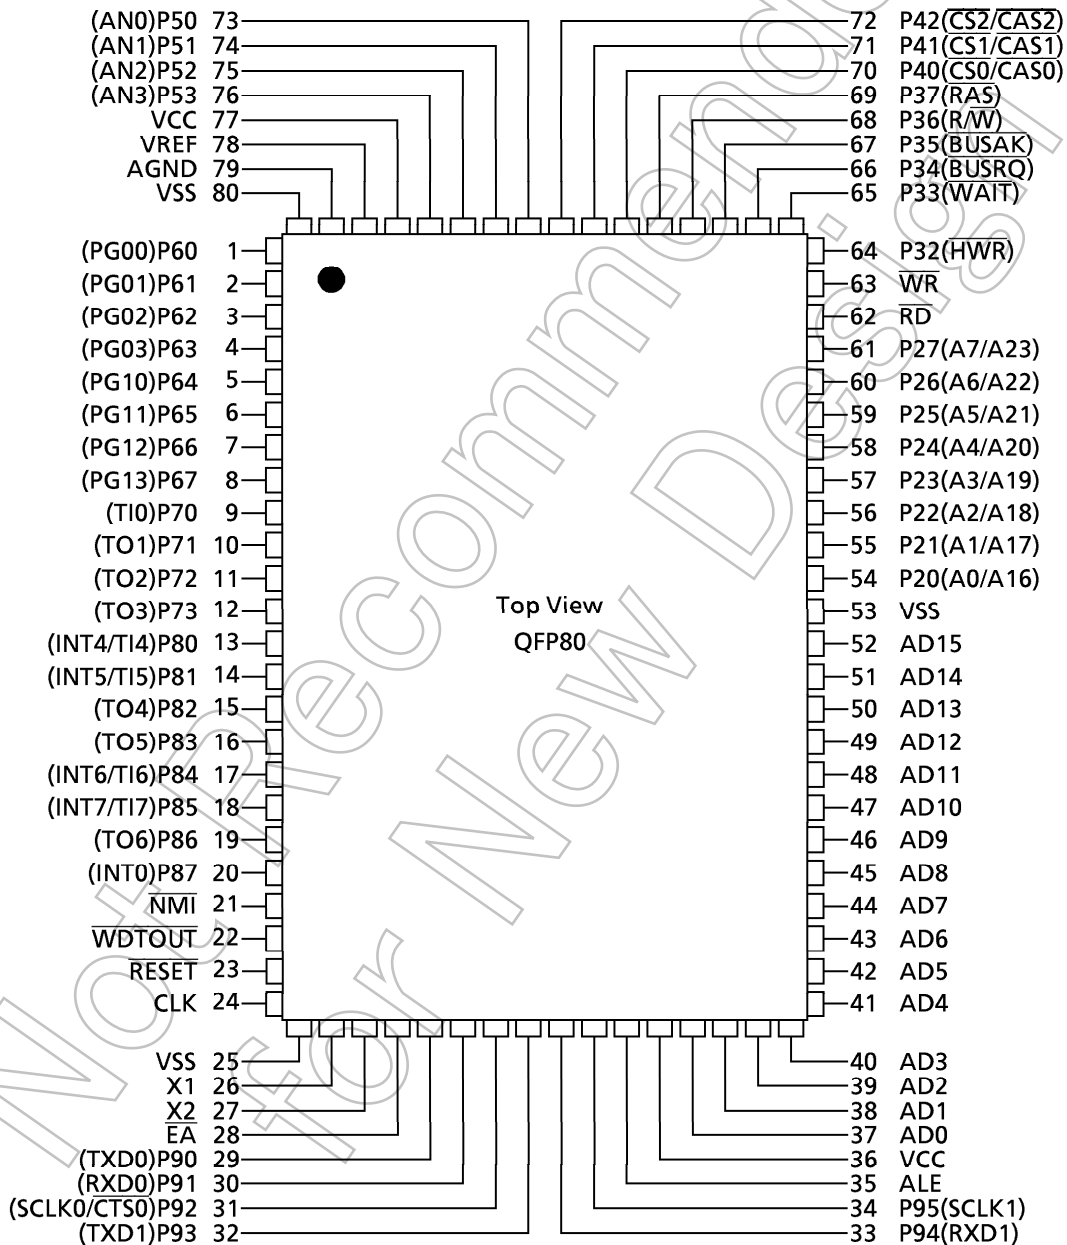 (AN0)P50 73
(AN1)P51 74
(AN2)P52 75
(AN3)P53 76
VCC 77
VREF 78
AGND 79
VSS 80
72 P42(CS2/CAS2)
71 P41(CS1/CAS1)
70 P40(CS0/CAS0)
69 P37(RAS)
68 P36(R/W)
67 P35(BUSAK)
66 P34(BUSRQ)
65 P33(WAIT)
(PG00)P60 1
(PG01)P61 2
(PG02)P62 3
(PG03)P63 4
(PG10)P64 5
(PG11)P65 6
(PG12)P66 7
(PG13)P67 8
(TI0)P70 9
(TO1)P71 10
(TO2)P72 11
(TO3)P73 12
(INT4/TI4)P80 13
(INT5/TI5)P81 14
(TO4)P82 15
(TO5)P83 16
(INT6/TI6)P84 17
(INT7/TI7)P85 18
(TO6)P86 19
(INT0)P87 20
NMI 21
WDTOUT 22
RESET 23
CLK 24
Top View
QFP80
64 P32(HWR)
63 WR
62 RD
61 P27(A7/A23)
60 P26(A6/A22)
59 P25(A5/A21)
58 P24(A4/A20)
57 P23(A3/A19)
56 P22(A2/A18)
55 P21(A1/A17)
54 P20(A0/A16)
53 VSS
52 AD15
51 AD14
50 AD13
49 AD12
48 AD11
47 AD10
46 AD9
45 AD8
44 AD7
43 AD6
42 AD5
41 AD4
VSS 25
X1 26
X2 27
EA 28
(TXD0)P90 29
(RXD0)P91 30
(SCLK0/CTS0)P92 31
(TXD1)P93 32
40 AD3
39 AD2
38 AD1
37 AD0
36 VCC
35 ALE
34 P95(SCLK1)
33 P94(RXD1)
Not Recommende
for New Design